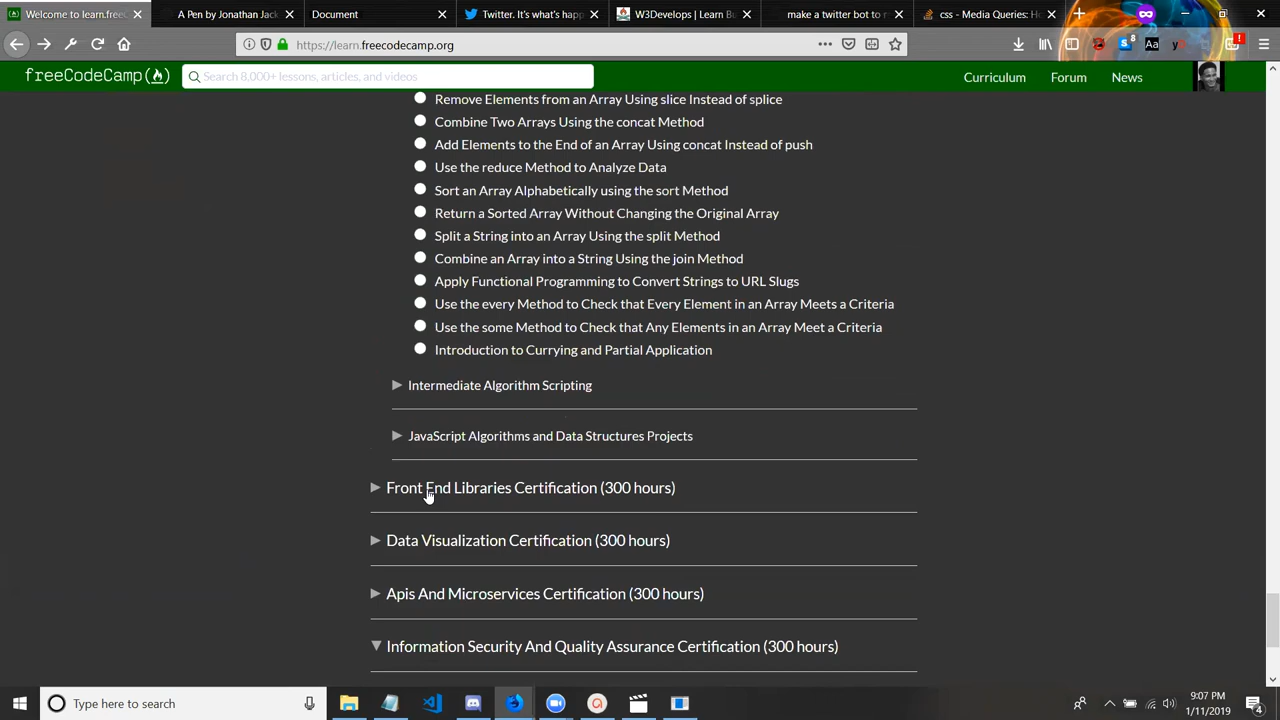 Welcome to learn.free
A Pen by Jonathan Jack
Document
Twitter. It's what's happ
W3Develops | Learn Bu
make a twitter bot to r
css - Media Queries: Ho
https://learn.freecodecamp.org
8
Aa
freeCodeCamp
Search 8,000+ lessons, articles, and videos
Curriculum
Forum
News
Remove Elements from an Array Using slice Instead of splice
Combine Two Arrays Using the concat Method
Add Elements to the End of an Array Using concat Instead of push
Use the reduce Method to Analyze Data
Sort an Array Alphabetically using the sort Method
Return a Sorted Array Without Changing the Original Array
Split a String into an Array Using the split Method
Combine an Array into a String Using the join Method
Apply Functional Programming to Convert Strings to URL Slugs
Use the every Method to Check that Every Element in an Array Meets a Criteria
Use the some Method to Check that Any Elements in an Array Meet a Criteria
Introduction to Currying and Partial Application
Intermediate Algorithm Scripting
JavaScript Algorithms and Data Structures Projects
Front End Libraries Certification (300 hours)
Data Visualization Certification (300 hours)
Apis And Microservices Certification (300 hours)
Information Security And Quality Assurance Certification (300 hours)
Type here to search
9:07 PM
1/11/2019
4